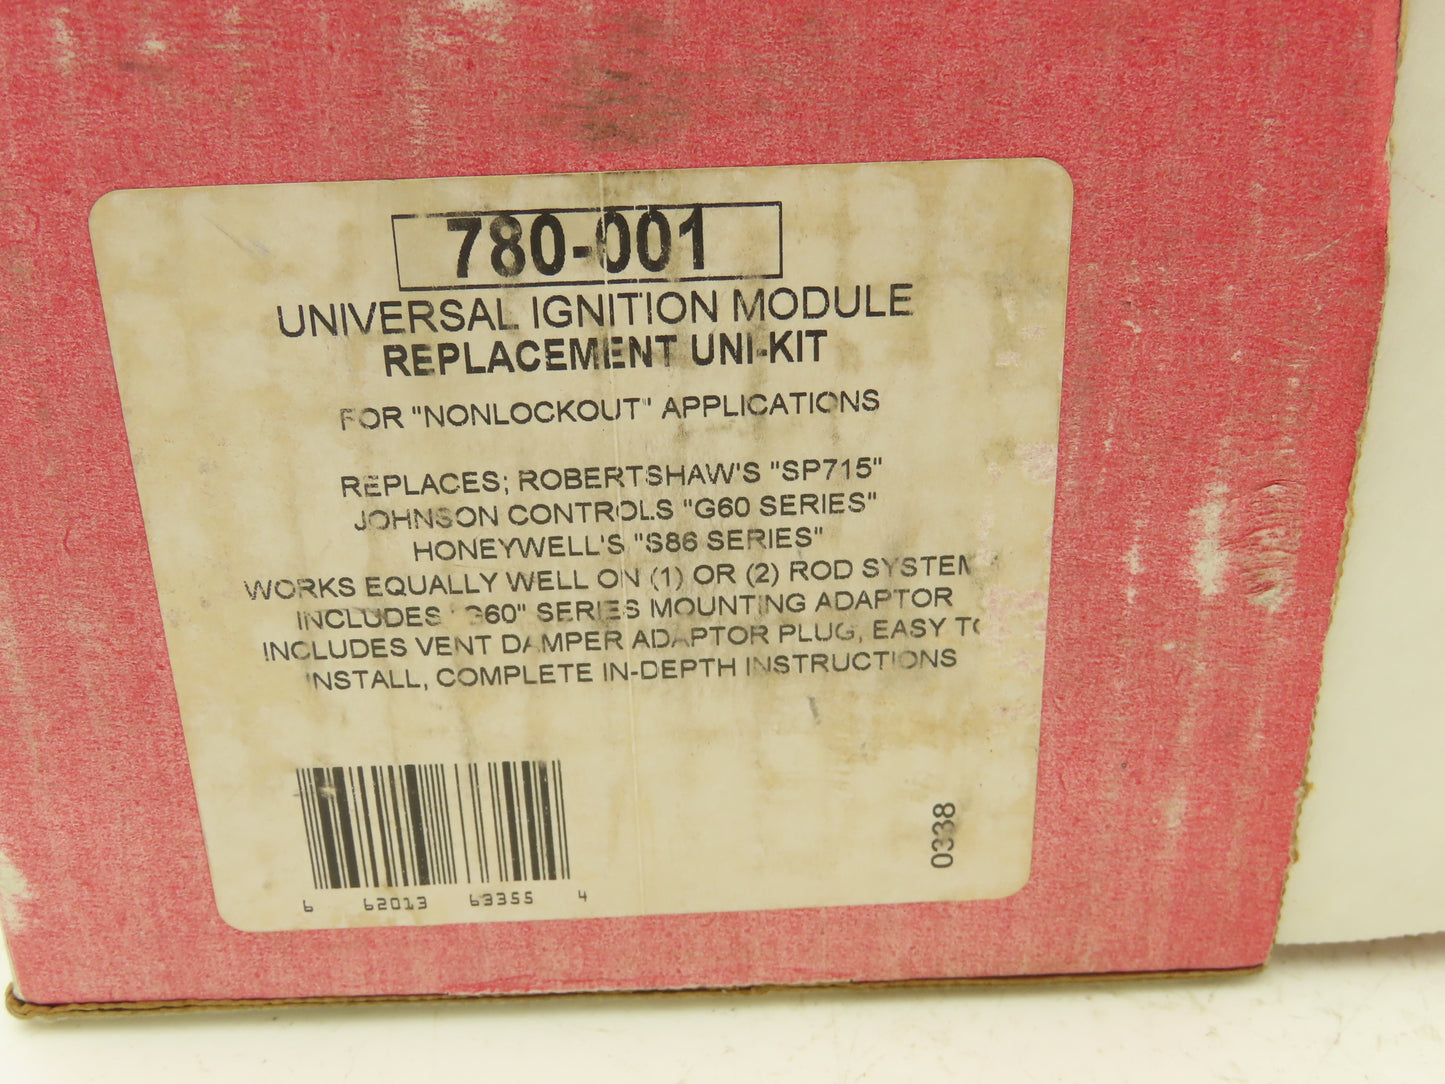 780-001
UNIVERSAL IGNITION MODULE
REPLACEMENT UNI-KIT
FOR "NONLOCKOUT" APPLICATIONS
REPLACES; ROBERTSHAW'S "SP715"
JOHNSON CONTROLS "G60 SERIES"
HONEYWELL'S "S86 SERIES"
WORKS EQUALLY WELL ON (1) OR (2) ROD SYSTEM
INCLUDES "G60" SERIES MOUNTING ADAPTOR
INCLUDES VENT DAMPER ADAPTOR PLUG, EASY TO
INSTALL, COMPLETE IN-DEPTH INSTRUCTIONS
6 62013 63355 4
0338